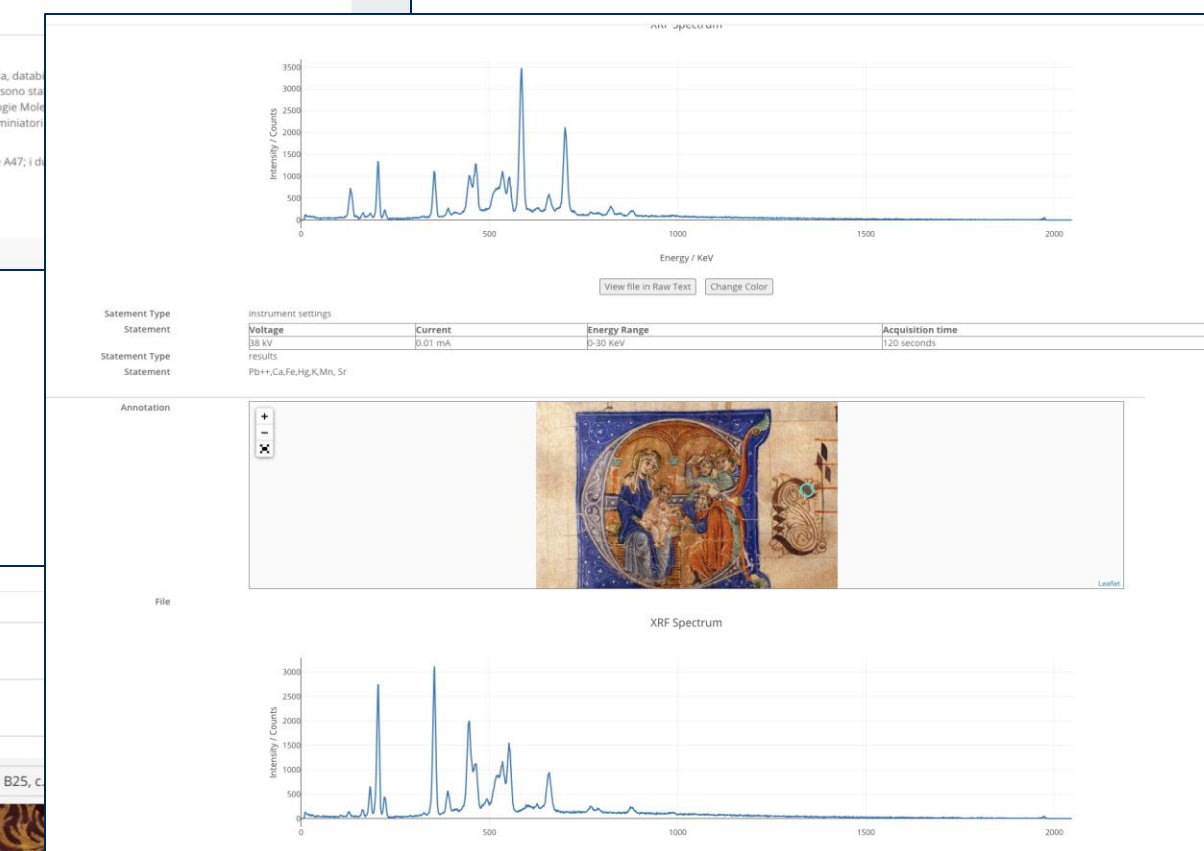 a, databi
sono sta
ogie Mole
miniatori
A47; i du
B25, c.
XRF Spectrum
3500
3000
2500
2000
1500
1000
500
0
Intensity / Counts
0 500 1000 1500 2000
Energy / KeV
View file in Raw Text Change Color
Satement Type instrument settings
Statement Voltage Current Energy Range Acquisition time
38 kV 0.01 mA 0-30 KeV 120 seconds
Statement Type results
Statement Pb++,Ca,Fe,Hg,K,Mn, Sr
Annotation
+
−
Leaflet
File
XRF Spectrum
3000
2500
2000
1500
1000
500
0
Intensity / Counts
0 500 1000 1500 2000